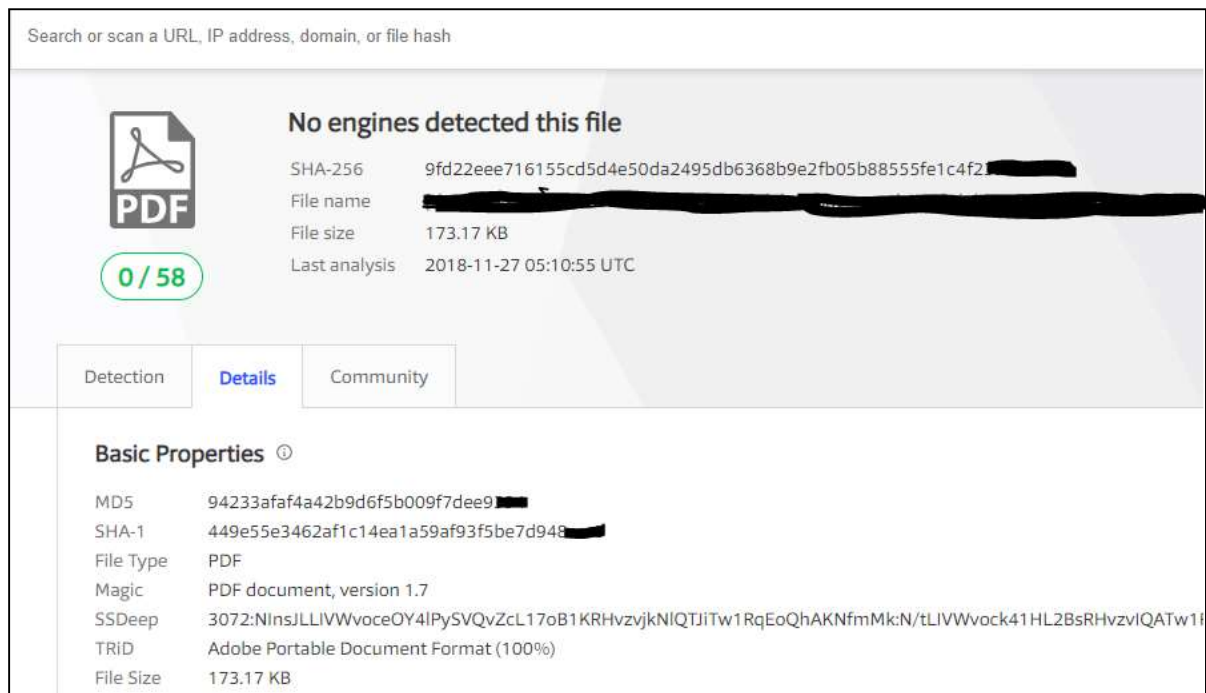 Search or scan a URL, IP address, domain, or file hash
PDF
No engines detected this file
SHA-256 9fd22eee716155cd5d4e50da2495db6368b9e2fb05b88555fe1c4f2
File name
File size 173.17 KB
0 / 58
Last analysis 2018-11-27 05:10:55 UTC
Detection Details Community
Basic Properties
MD5 94233afaf4a42b9d6f5b009f7dee9
SHA-1 449e55e3462af1c14ea1a59af93f5be7d948
File Type PDF
Magic PDF document, version 1.7
SSDeep 3072:NInsJLLIVWvoceOY4lPySVQvZcL17oB1KRHvzvjkNlQTJiTw1RqEoQhAKNfmMk:N/tLIVWvock41HL2BsRHvzvIQATw1
TRiD Adobe Portable Document Format (100%)
File Size 173.17 KB